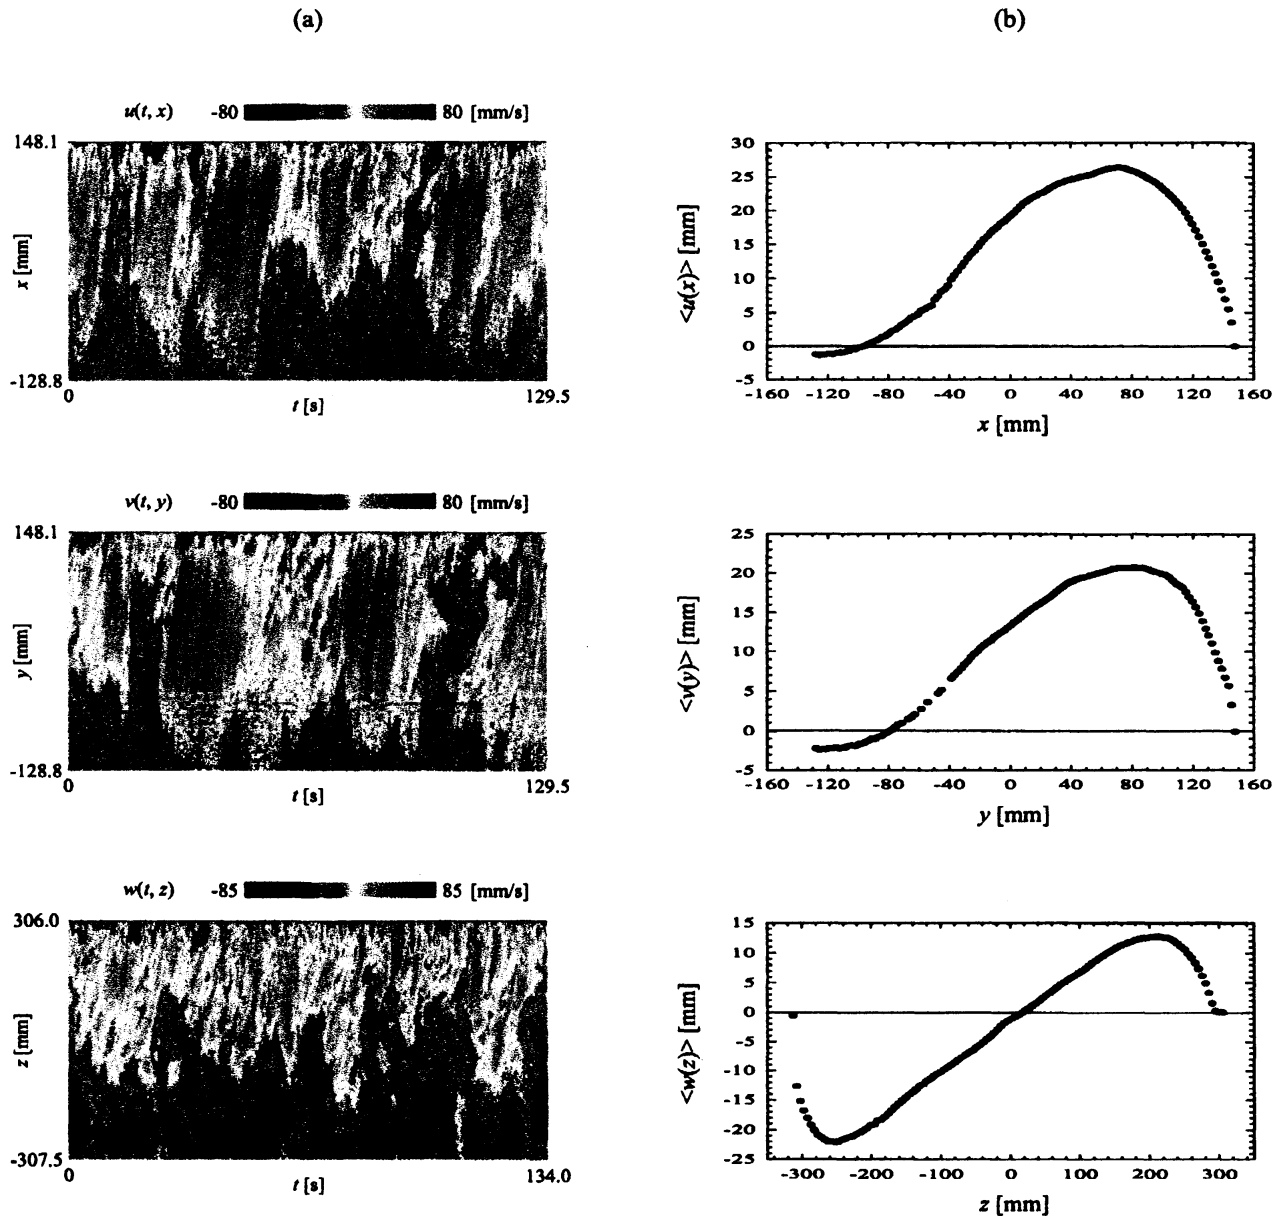 (a) (b)
u(t, x) -80 80 [mm/s]
148.1
x [mm]
-128.8
0 129.5
t [s]
30
25
20
15
10
5
0
-5
<u(x)> [mm]
-160 -120 -80 -40 0 40 80 120 160
x [mm]
v(t, y) -80 80 [mm/s]
148.1
y [mm]
-128.8
0 129.5
t [s]
25
20
15
10
5
0
-5
<v(y)> [mm]
-160 -120 -80 -40 0 40 80 120 160
y [mm]
w(t, z) -85 85 [mm/s]
306.0
z [mm]
-307.5
0 134.0
t [s]
15
10
5
0
-5
-10
-15
-20
-25
<w(z)> [mm]
-300 -200 -100 0 100 200 300
z [mm]